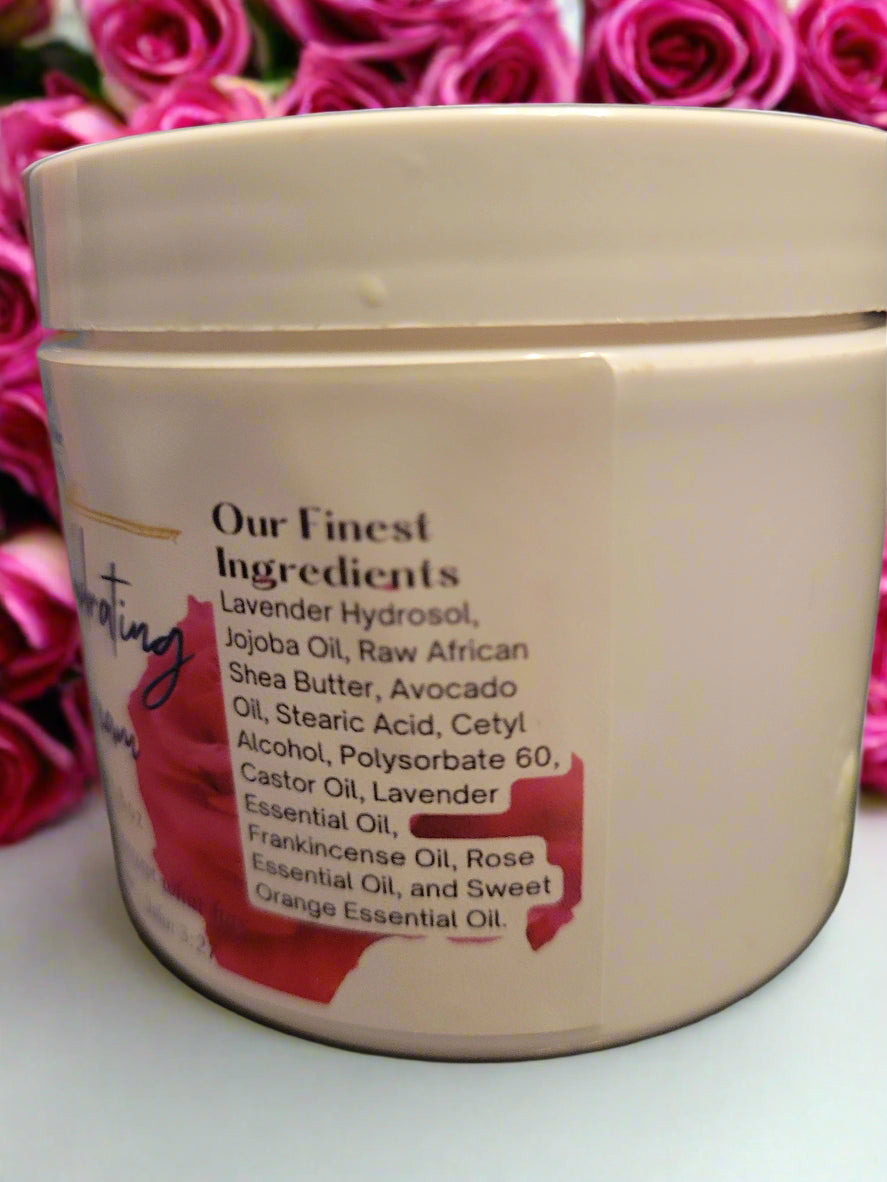 Our Finest
Ingredients
Lavender Hydrosol,
Jojoba Oil, Raw African
Shea Butter, Avocado
Oil, Stearic Acid, Cetyl
Alcohol, Polysorbate 60,
Castor Oil, Lavender
Essential Oil,
Frankincense Oil, Rose
Essential Oil, and Sweet
Orange Essential Oil.